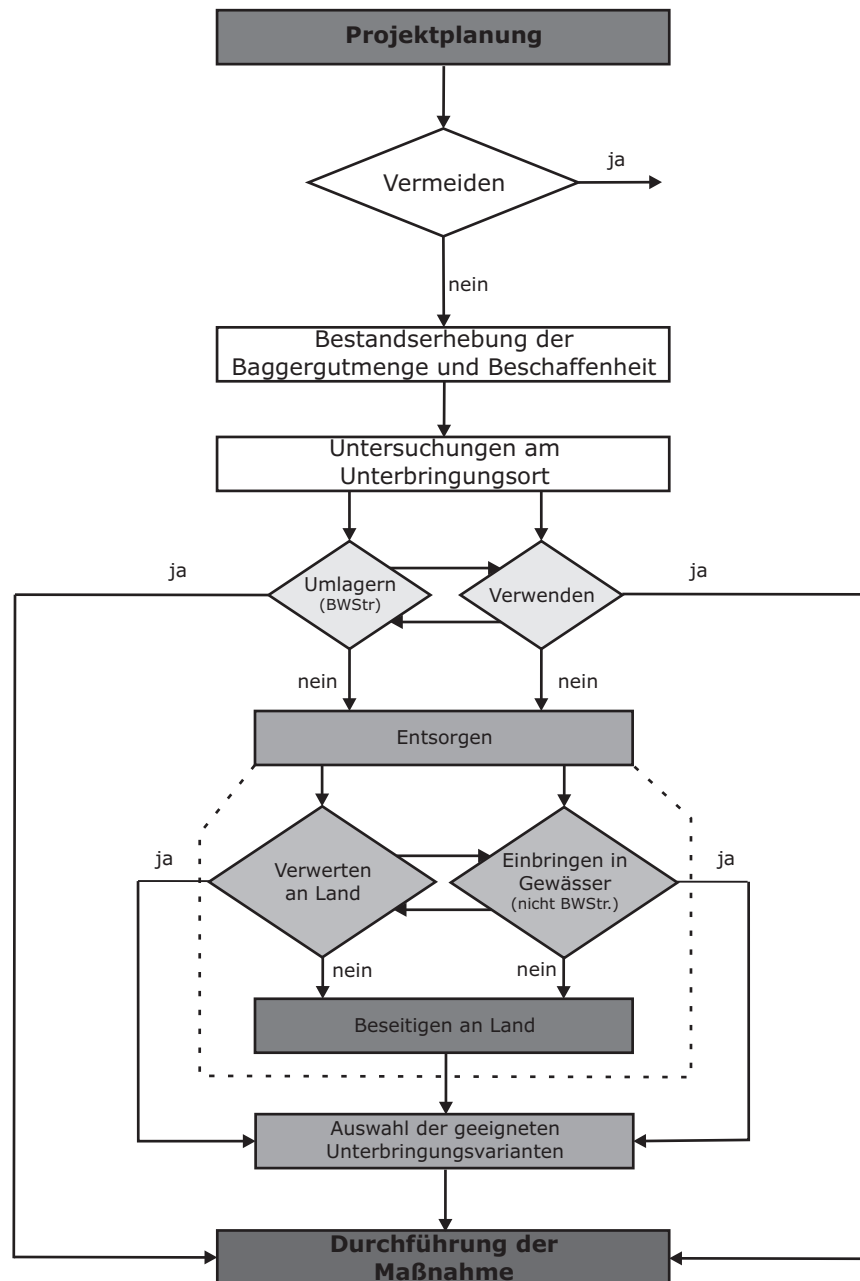 Projektplanung
ja
Vermeiden
nein
Bestandserhebung der
Baggergutmenge und Beschaffenheit
Untersuchungen am
Unterbringungsort
ja
Umlagern
(BWStr)
Verwenden
ja
nein
nein
Entsorgen
ja
Verwerten
an Land
Einbringen in
Gewässer
(nicht BWStr.)
ja
nein
nein
Beseitigen an Land
Auswahl der geeigneten
Unterbringungsvarianten
Durchführung der
Maßnahme